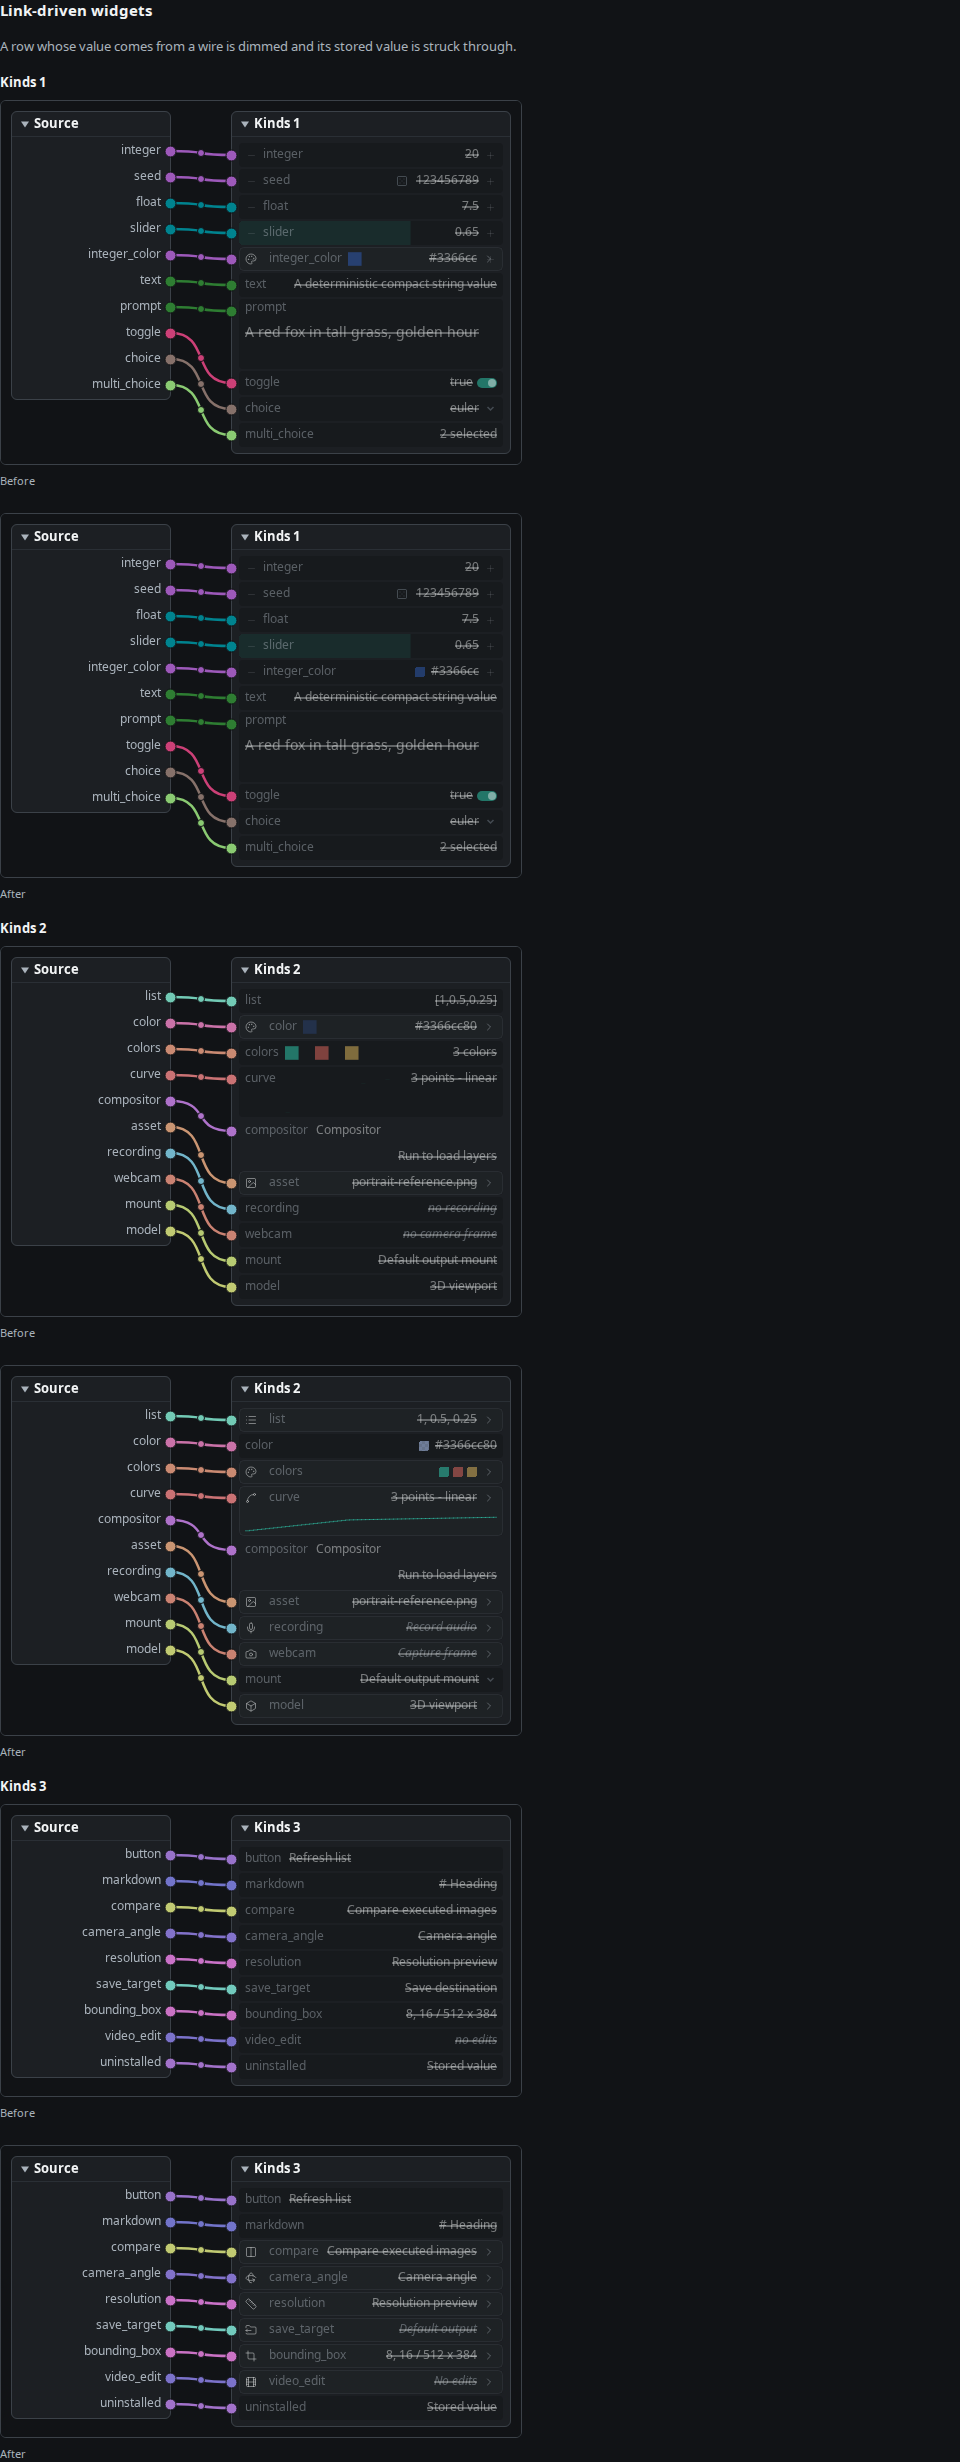 Link-driven widgets
A row whose value comes from a wire is dimmed and its stored value is struck through.
Kinds 1
Source
integer
seed
float
slider
integer_color
text
prompt
toggle
choice
multi_choice
Kinds 1
integer 20
seed 123456789
float 7.5
slider 0.65
integer_color #3366cc
text A deterministic compact string value
prompt
A red fox in tall grass, golden hour
toggle true
choice euler
multi_choice 2 selected
Before
Source
integer
seed
float
slider
integer_color
text
prompt
toggle
choice
multi_choice
Kinds 1
integer 20
seed 123456789
float 7.5
slider 0.65
integer_color #3366cc
text A deterministic compact string value
prompt
A red fox in tall grass, golden hour
toggle true
choice euler
multi_choice 2 selected
After
Kinds 2
Source
list
color
colors
curve
compositor
asset
recording
webcam
mount
model
Kinds 2
list [1,0.5,0.25]
color #3366cc80
colors 3 colors
curve 3 points - linear
compositor Compositor
Run to load layers
asset portrait-reference.png
recording no recording
webcam no camera frame
mount Default output mount
model 3D viewport
Before
Source
list
color
colors
curve
compositor
asset
recording
webcam
mount
model
Kinds 2
list 1, 0.5, 0.25
color #3366cc80
colors
curve 3 points - linear
compositor Compositor
Run to load layers
asset portrait-reference.png
recording Record audio
webcam Capture frame
mount Default output mount
model 3D viewport
After
Kinds 3
Source
button
markdown
compare
camera_angle
resolution
save_target
bounding_box
video_edit
uninstalled
Kinds 3
button Refresh list
markdown # Heading
compare Compare executed images
camera_angle Camera angle
resolution Resolution preview
save_target Save destination
bounding_box 8, 16 / 512 x 384
video_edit no edits
uninstalled Stored value
Before
Source
button
markdown
compare
camera_angle
resolution
save_target
bounding_box
video_edit
uninstalled
Kinds 3
button Refresh list
markdown # Heading
compare Compare executed images
camera_angle Camera angle
resolution Resolution preview
save_target Default output
bounding_box 8, 16 / 512 x 384
video_edit No edits
uninstalled Stored value
After